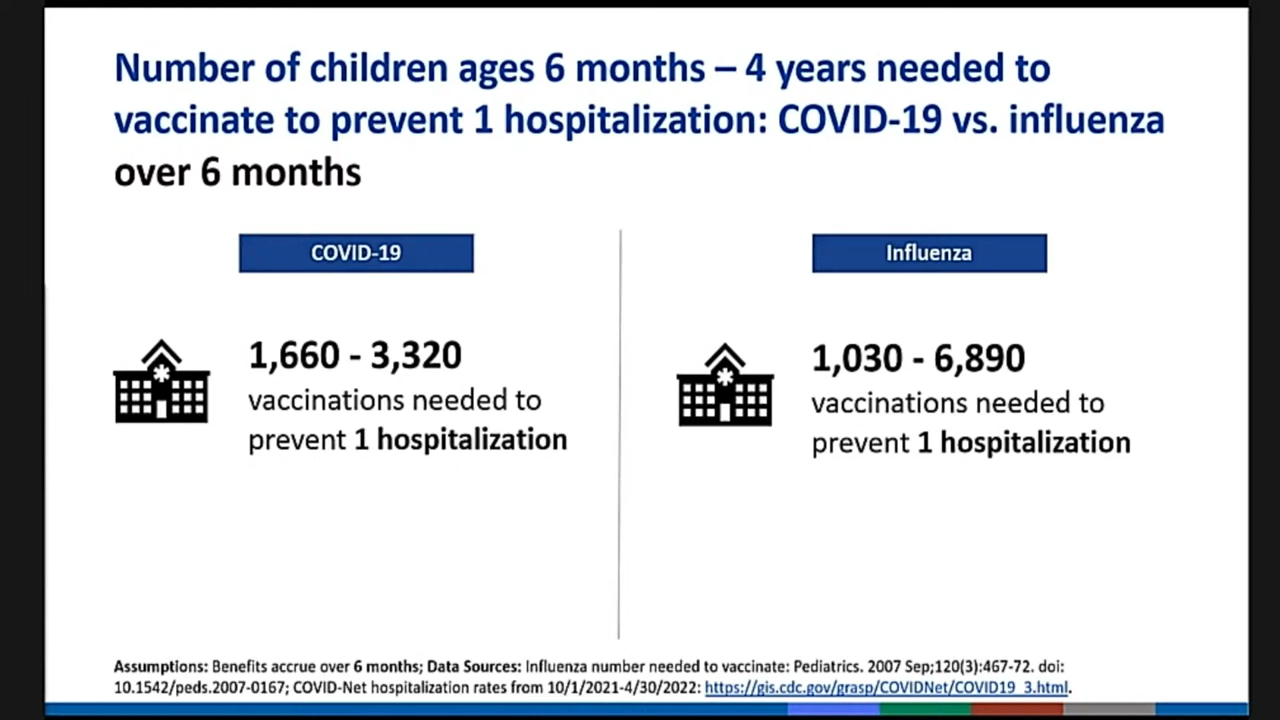 Number of children ages 6 months – 4 years needed to
vaccinate to prevent 1 hospitalization: COVID-19 vs. influenza
over 6 months
COVID-19
1,660 - 3,320
vaccinations needed to
prevent 1 hospitalization
Influenza
1,030 - 6,890
vaccinations needed to
prevent 1 hospitalization
Assumptions: Benefits accrue over 6 months; Data Sources: Influenza number needed to vaccinate: Pediatrics. 2007 Sep;120(3):467-72. doi:
10.1542/peds.2007-0167; COVID-Net hospitalization rates from 10/1/2021-4/30/2022: https://gis.cdc.gov/grasp/COVIDNet/COVID19_3.html.